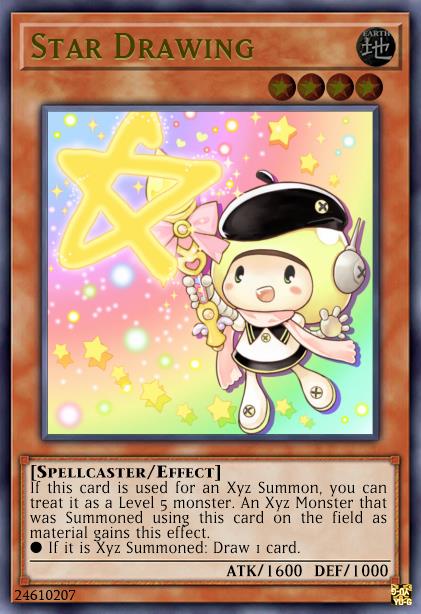 Star Drawing
EARTH
地
[Spellcaster/Effect]
If this card is used for an Xyz Summon, you can
treat it as a Level 5 monster. An Xyz Monster that
was Summoned using this card on the field as
material gains this effect.
● If it is Xyz Summoned: Draw 1 card.
ATK/1600 DEF/1000
24610207